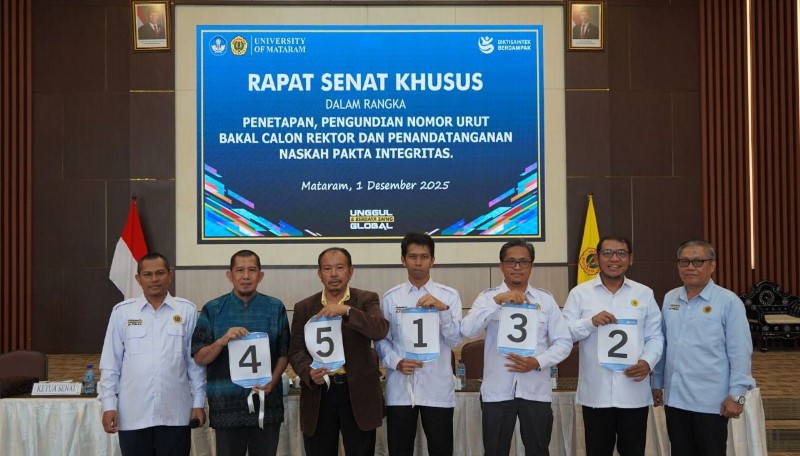 UNIVERSITY
OF MATARAM
DIKTISAINTEK
BERDAMPAK
RAPAT SENAT KHUSUS
DALAM RANGKA
PENETAPAN, PENGUNDIAN NOMOR URUT
BAKAL CALON REKTOR DAN PENANDATANGANAN
NASKAH PAKTA INTEGRITAS.
Mataram, 1 Desember 2025
UNGGUL
GLOBAL
4
5
1
3
2
KETUA SENAT